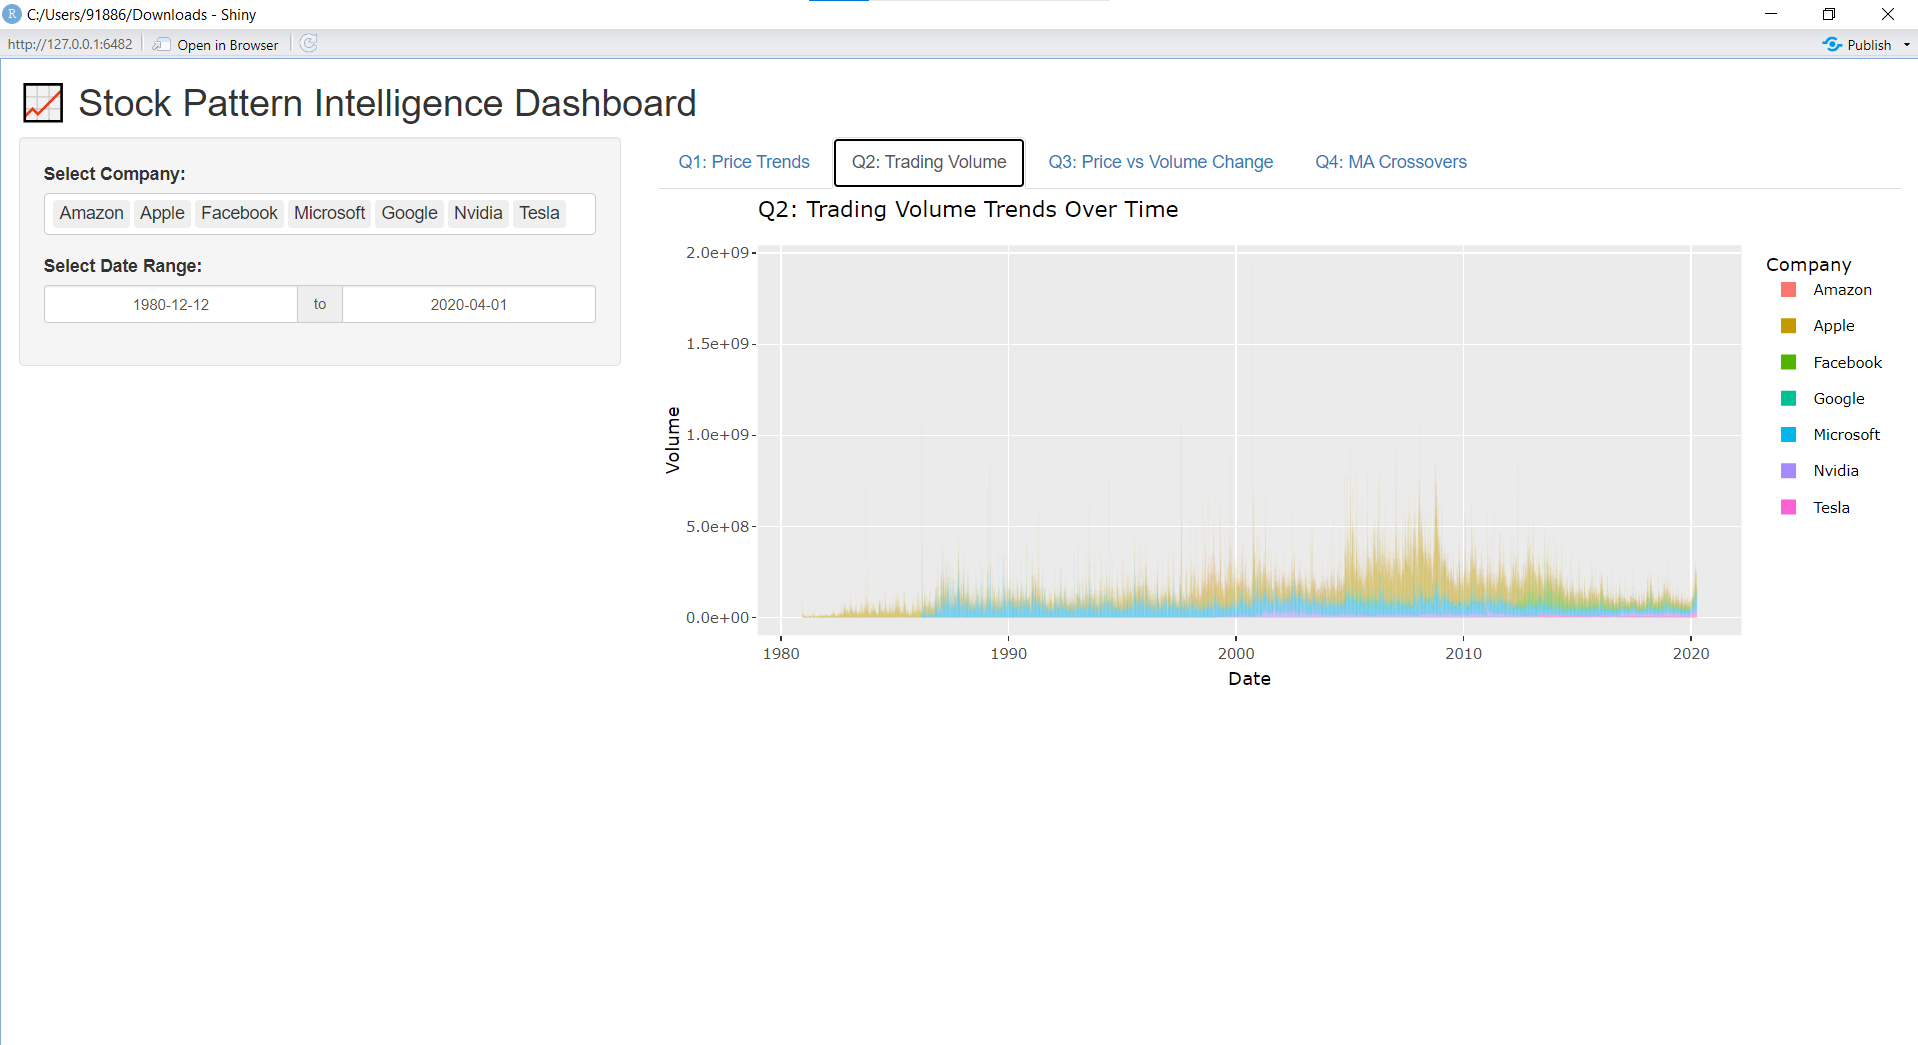 R C:/Users/91886/Downloads - Shiny
http://127.0.0.1:6482 Open in Browser Publish
Stock Pattern Intelligence Dashboard
Select Company:
Amazon Apple Facebook Microsoft Google Nvidia Tesla
Select Date Range:
1980-12-12 to 2020-04-01
Q1: Price Trends Q2: Trading Volume Q3: Price vs Volume Change Q4: MA Crossovers
Q2: Trading Volume Trends Over Time
2.0e+09
1.5e+09
1.0e+09
5.0e+08
0.0e+00
Volume
1980 1990 2000 2010 2020
Date
Company
Amazon
Apple
Facebook
Google
Microsoft
Nvidia
Tesla